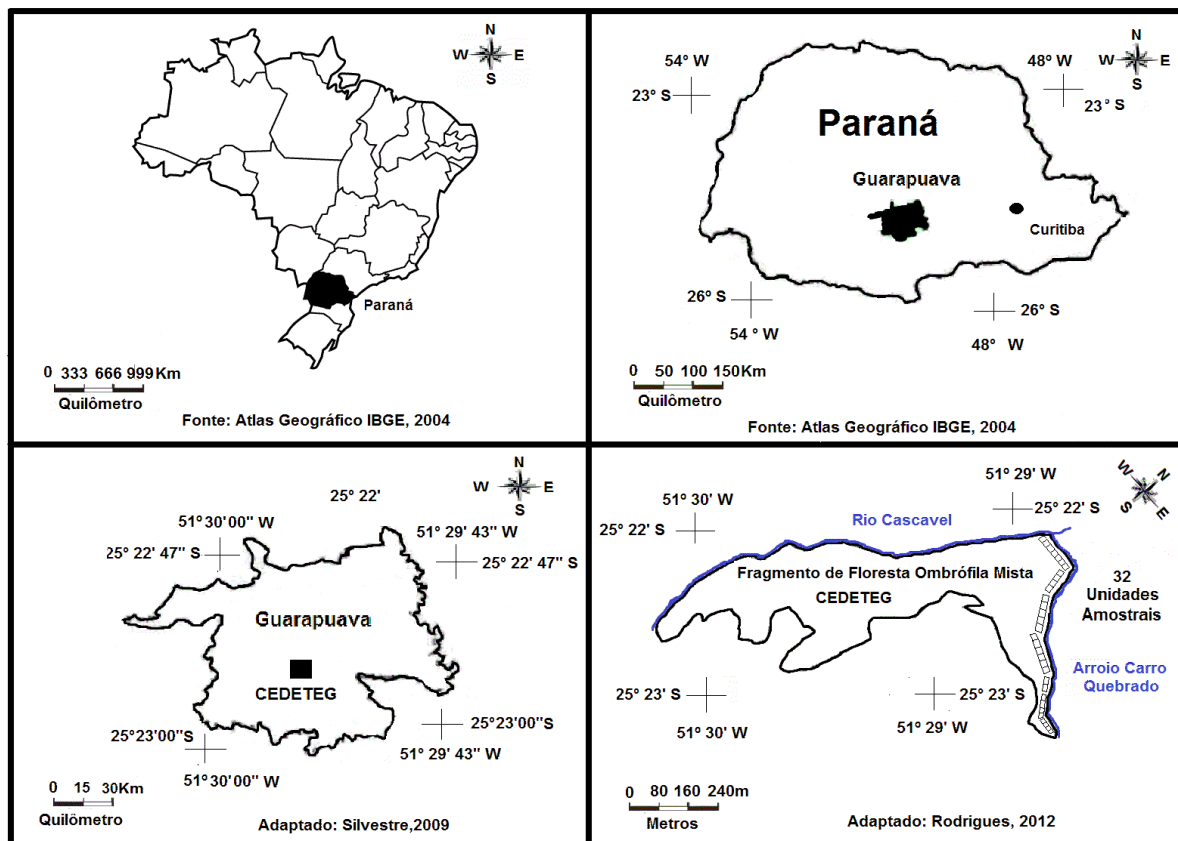 N
W E
S
Paraná
0 333 666 999Km
Quilômetro
Fonte: Atlas Geográfico IBGE, 2004
54° W
48° W
N
W E
S
23° S
23° S
Paraná
Guarapuava
Curitiba
26° S
54 ° W
26° S
48° W
0 50 100 150Km
Quilômetro
Fonte: Atlas Geográfico IBGE, 2004
N
W E
S
25° 22'
51° 30'00" W
51° 29' 43" W
25° 22' 47" S
25° 22' 47" S
Guarapuava
CEDETEG
25°23'00"S
25°23'00"S
51° 29' 43" W
51° 30'00" W
0 15 30Km
Quilômetro
Adaptado: Silvestre,2009
51° 29' W
51° 30' W
W N
S E
25° 22' S
25° 22' S
Rio Cascavel
Fragmento de Floresta Ombrófila Mista
CEDETEG
32
Unidades
Amostrais
Arroio Carro
Quebrado
25° 23' S
25° 23' S
51° 30' W
51° 29' W
0 80 160 240m
Metros
Adaptado: Rodrigues, 2012